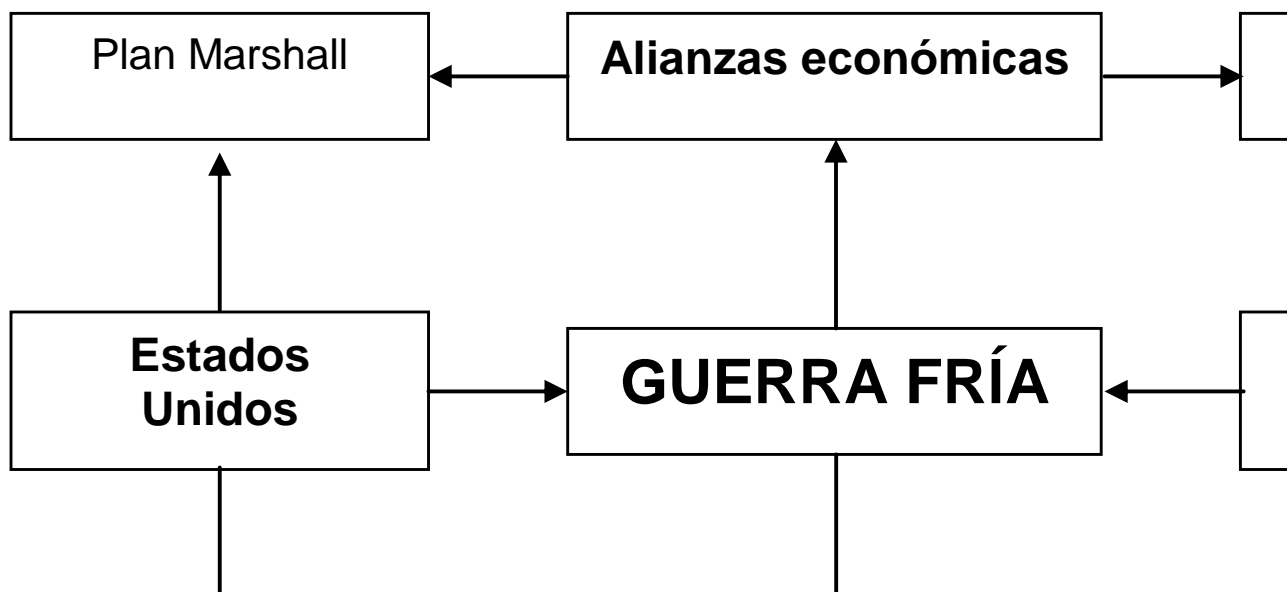 Plan Marshall
Alianzas económicas
Estados
Unidos
GUERRA FRÍA